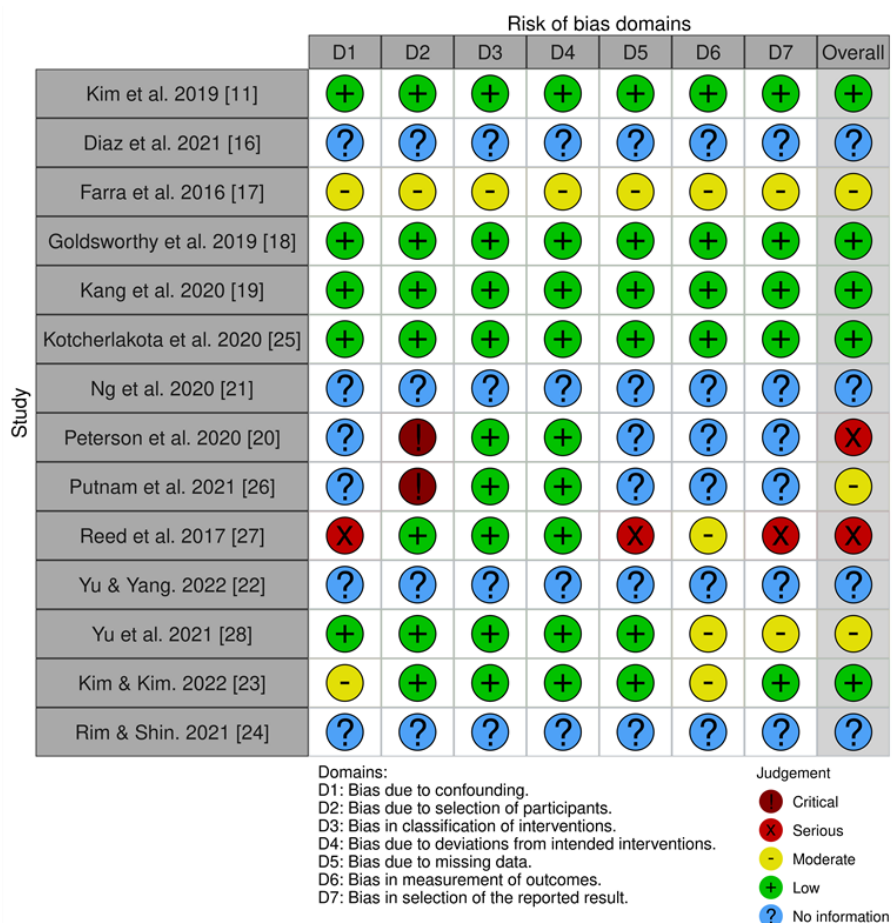 Risk of bias domains
D1 D2 D3 D4 D5 D6 D7 Overall
Study
Kim et al. 2019 [11] + + + + + + + +
Diaz et al. 2021 [16] ? ? ? ? ? ? ? ?
Farra et al. 2016 [17] - - - - - - - -
Goldsworthy et al. 2019 [18] + + + + + + + +
Kang et al. 2020 [19] + + + + + + + +
Kotcherlakota et al. 2020 [25] + + + + + + + +
Ng et al. 2020 [21] ? ? ? ? ? ? ? ?
Peterson et al. 2020 [20] ? ! + + ? ? ? X
Putnam et al. 2021 [26] ? ! + + ? ? ? -
Reed et al. 2017 [27] X + + + X - X X
Yu & Yang. 2022 [22] ? ? ? ? ? ? ? ?
Yu et al. 2021 [28] + + + + + - - -
Kim & Kim. 2022 [23] - + + + + - + +
Rim & Shin. 2021 [24] ? ? ? ? ? ? ? ?
Domains:
D1: Bias due to confounding.
D2: Bias due to selection of participants.
D3: Bias in classification of interventions.
D4: Bias due to deviations from intended interventions.
D5: Bias due to missing data.
D6: Bias in measurement of outcomes.
D7: Bias in selection of the reported result.
Judgement
! Critical
X Serious
- Moderate
+ Low
? No information